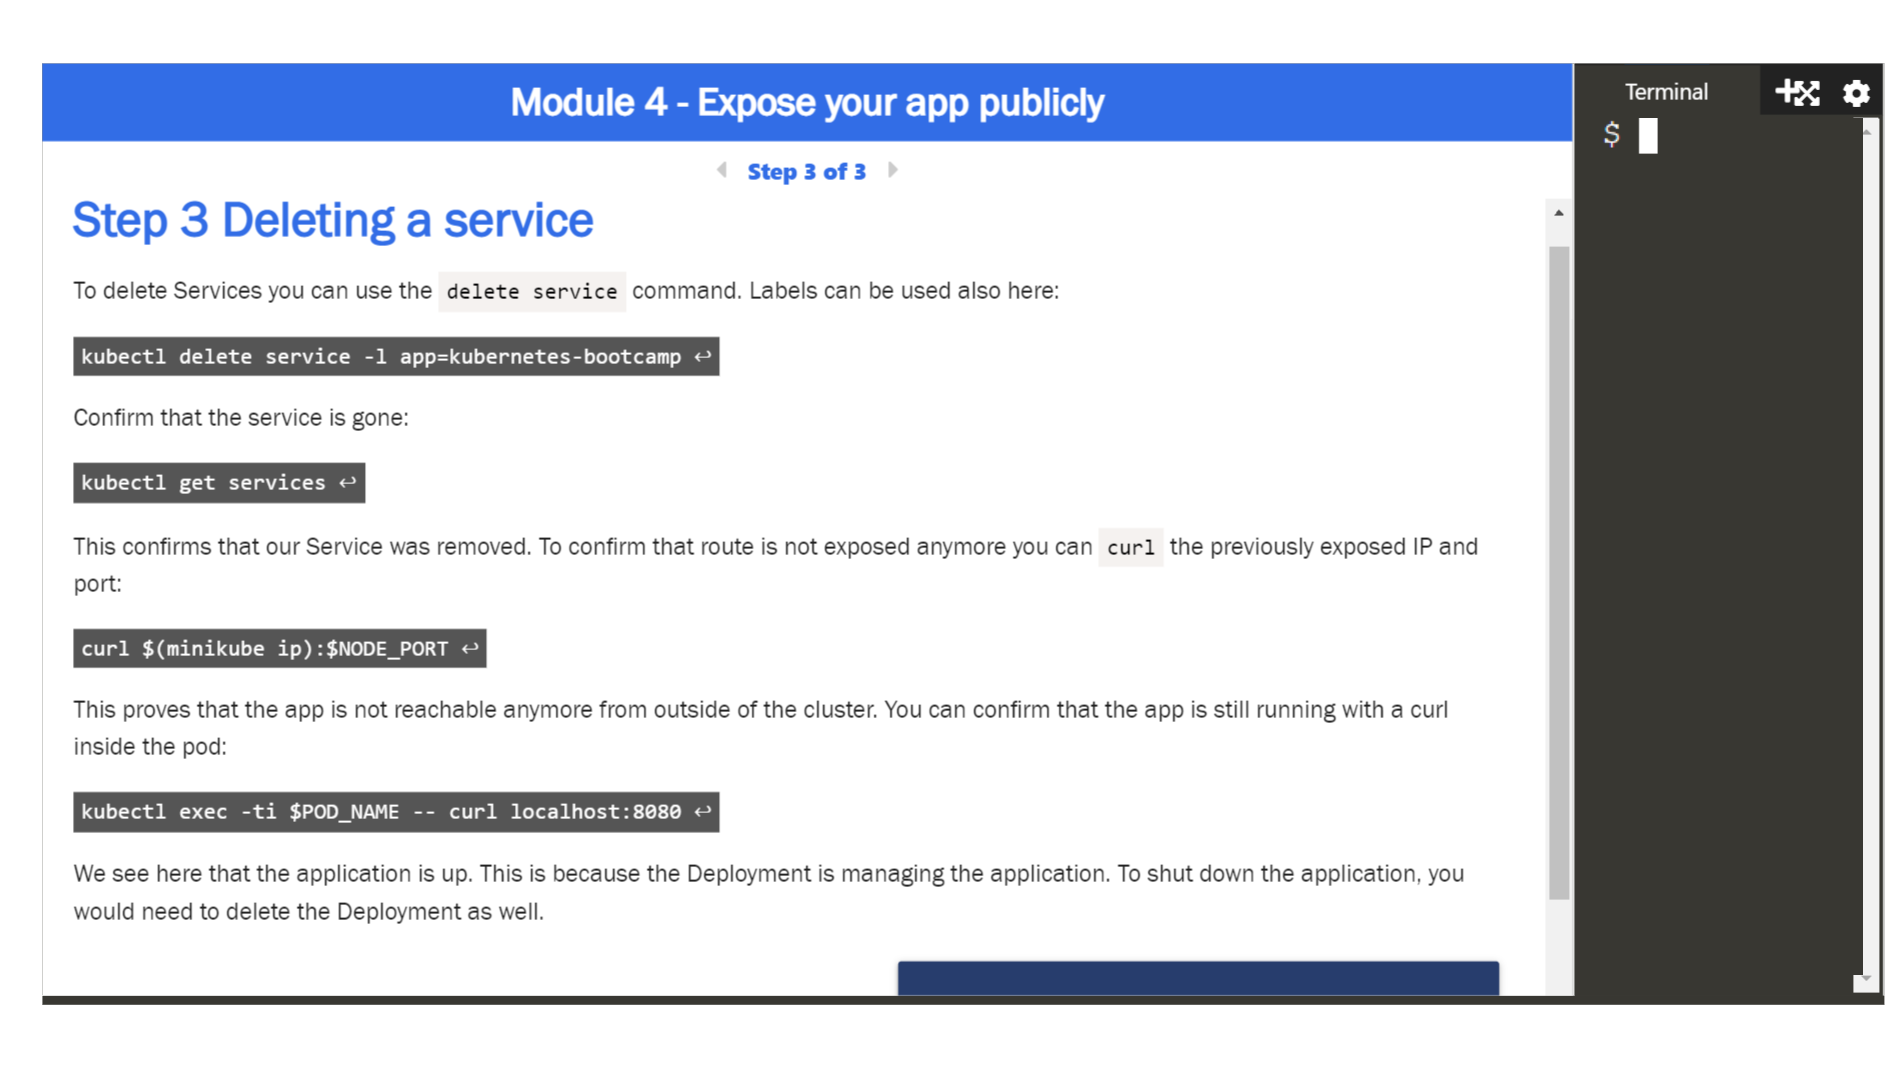 Module 4 - Expose your app publicly
Terminal
$
Step 3 of 3
Step 3 Deleting a service
To delete Services you can use the delete service command. Labels can be used also here:
kubectl delete service -l app=kubernetes-bootcamp ↩
Confirm that the service is gone:
kubectl get services ↩
This confirms that our Service was removed. To confirm that route is not exposed anymore you can curl the previously exposed IP and
port:
curl $(minikube ip):$NODE_PORT ↩
This proves that the app is not reachable anymore from outside of the cluster. You can confirm that the app is still running with a curl
inside the pod:
kubectl exec -ti $POD_NAME -- curl localhost:8080 ↩
We see here that the application is up. This is because the Deployment is managing the application. To shut down the application, you
would need to delete the Deployment as well.